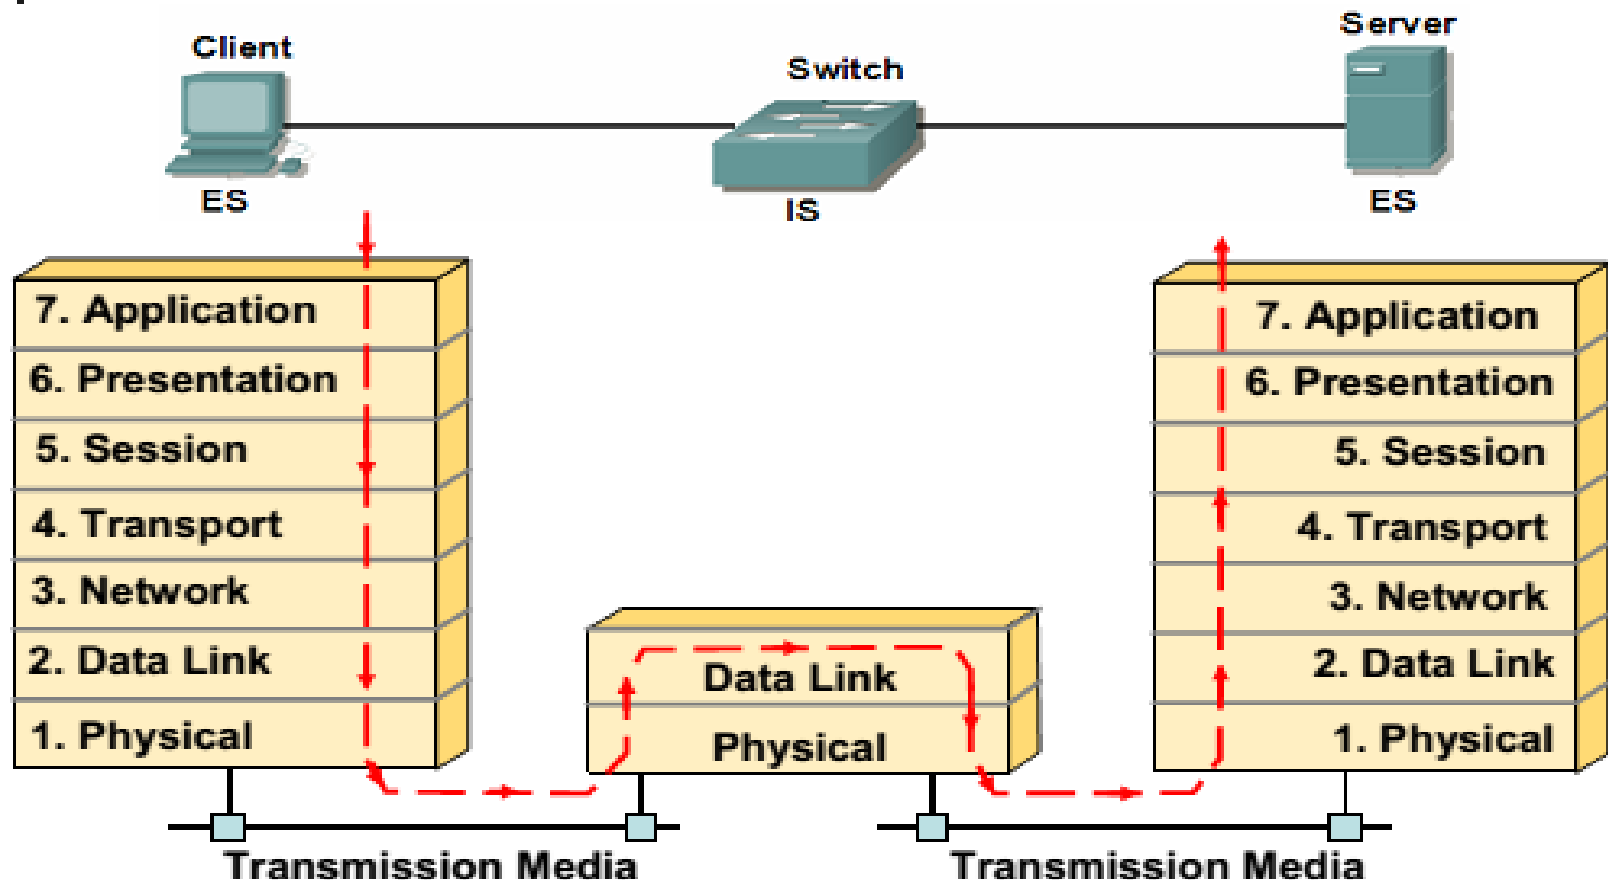 Client
Switch
Server
ES
IS
ES
7. Application
6. Presentation
5. Session
4. Transport
3. Network
2. Data Link
1. Physical
Data Link
Physical
7. Application
6. Presentation
5. Session
4. Transport
3. Network
2. Data Link
1. Physical
Transmission Media
Transmission Media